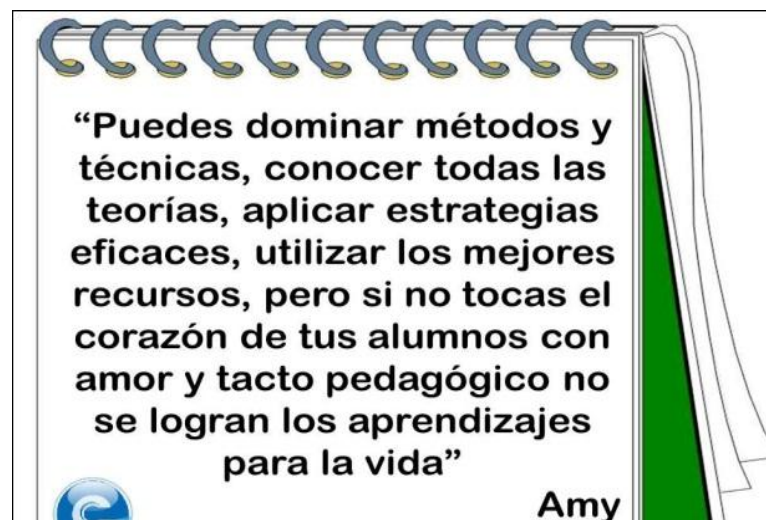 “Puedes dominar métodos y
técnicas, conocer todas las
teorías, aplicar estrategias
eficaces, utilizar los mejores
recursos, pero si no tocas el
corazón de tus alumnos con
amor y tacto pedagógico no
se logran los aprendizajes
para la vida”
Amy